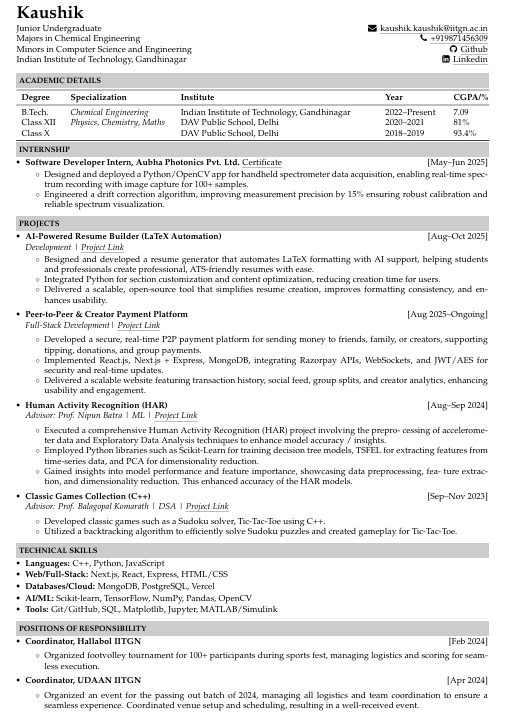 Kaushik
Junior Undergraduate
kaushik.kaushik@iitgn.ac.in
Majors in Chemical Engineering
+919871456309
Minors in Computer Science and Engineering
Github
Indian Institute of Technology, Gandhinagar
Linkedin
ACADEMIC DETAILS
Degree Specialization Institute Year CGPA/%
B.Tech. Chemical Engineering Indian Institute of Technology, Gandhinagar 2022–Present 7.09
Class XII Physics, Chemistry, Maths DAV Public School, Delhi 2020–2021 81%
Class X DAV Public School, Delhi 2018–2019 93.4%
INTERNSHIP
• Software Developer Intern, Aubha Photonics Pvt. Ltd. Certificate [May–Jun 2025]
◦ Designed and deployed a Python/OpenCV app for handheld spectrometer data acquisition, enabling real-time spec-
trum recording with image capture for 100+ samples.
◦ Engineered a drift correction algorithm, improving measurement precision by 15% ensuring robust calibration and
reliable spectrum visualization.
PROJECTS
• AI-Powered Resume Builder (LaTeX Automation) [Aug–Oct 2025]
Development | Project Link
◦ Besigned and developed a resume generator that automates LaTeX formatting with AI support, helping students
and professionals create professional, ATS-friendly resumes with ease.
◦ Integrated Python for section customization and content optimization, reducing creation time for users.
◦ Delivered a scalable, open-source tool that simplifies resume creation, improves formatting consistency, and en-
hances usability.
• Peer-to-Peer & Creator Payment Platform [Aug 2025–Ongoing]
Full-Stack Development | Project Link
◦ Developed a secure, real-time P2P payment platform for sending money to friends, family, or creators, supporting
tipping, donations, and group payments.
◦ Implemented React.js, Next.js + Express, MongoDB, integrating Razorpay APIs, WebSockets, and JWT/AES for
security and real-time updates.
◦ Delivered a scalable website featuring transaction history, social feed, group splits, and creator analytics, enhancing
usability and engagement.
• Human Activity Recognition (HAR) [Aug–Sep 2024]
Advisor: Prof. Nipun Batra | ML | Project Link
◦ Executed a comprehensive Human Activity Recognition (HAR) project involving the prepro- cessing of accelerome-
ter data and Exploratory Data Analysis techniques to enhance model accuracy / insights.
◦ Employed Python libraries such as Scikit-Learn for training decision tree models, TSFEL for extracting features from
time-series data, and PCA for dimensionality reduction.
◦ Gained insights into model performance and feature importance, showcasing data preprocessing, fea- ture extrac-
tion, and dimensionality reduction. This enhanced accuracy of the HAR models.
• Classic Games Collection (C++) [Sep–Nov 2023]
Advisor: Prof. Balagopal Komarath | DSA | Project Link
◦ Developed classic games such as a Sudoku solver, Tic-Tac-Toe using C++.
◦ Utilized a backtracking algorithm to efficiently solve Sudoku puzzles and created gameplay for Tic-Tac-Toe.
TECHNICAL SKILLS
• Languages: C++, Python, JavaScript
• Web/Full-Stack: Next.js, React, Express, HTML/CSS
• Databases/Cloud: MongoDB, PostgreSQL, Vercel
• AI/ML: Scikit-learn, TensorFlow, NumPy, Pandas, OpenCV
• Tools: Git/GitHub, SQL, Matplotlib, Jupyter, MATLAB/Simulink
POSITIONS OF RESPONSIBILITY
• Coordinator, Hallabol IITGN [Feb 2024]
◦ Organized footvolley tournament for 100+ participants during sports fest, managing logistics and scoring for seam-
less execution.
• Coordinator, UDAAN IITGN [Apr 2024]
◦ Organized an event for the passing out batch of 2024, managing all logistics and team coordination to ensure a
seamless experience. Coordinated venue setup and scheduling, resulting in a well-received event.